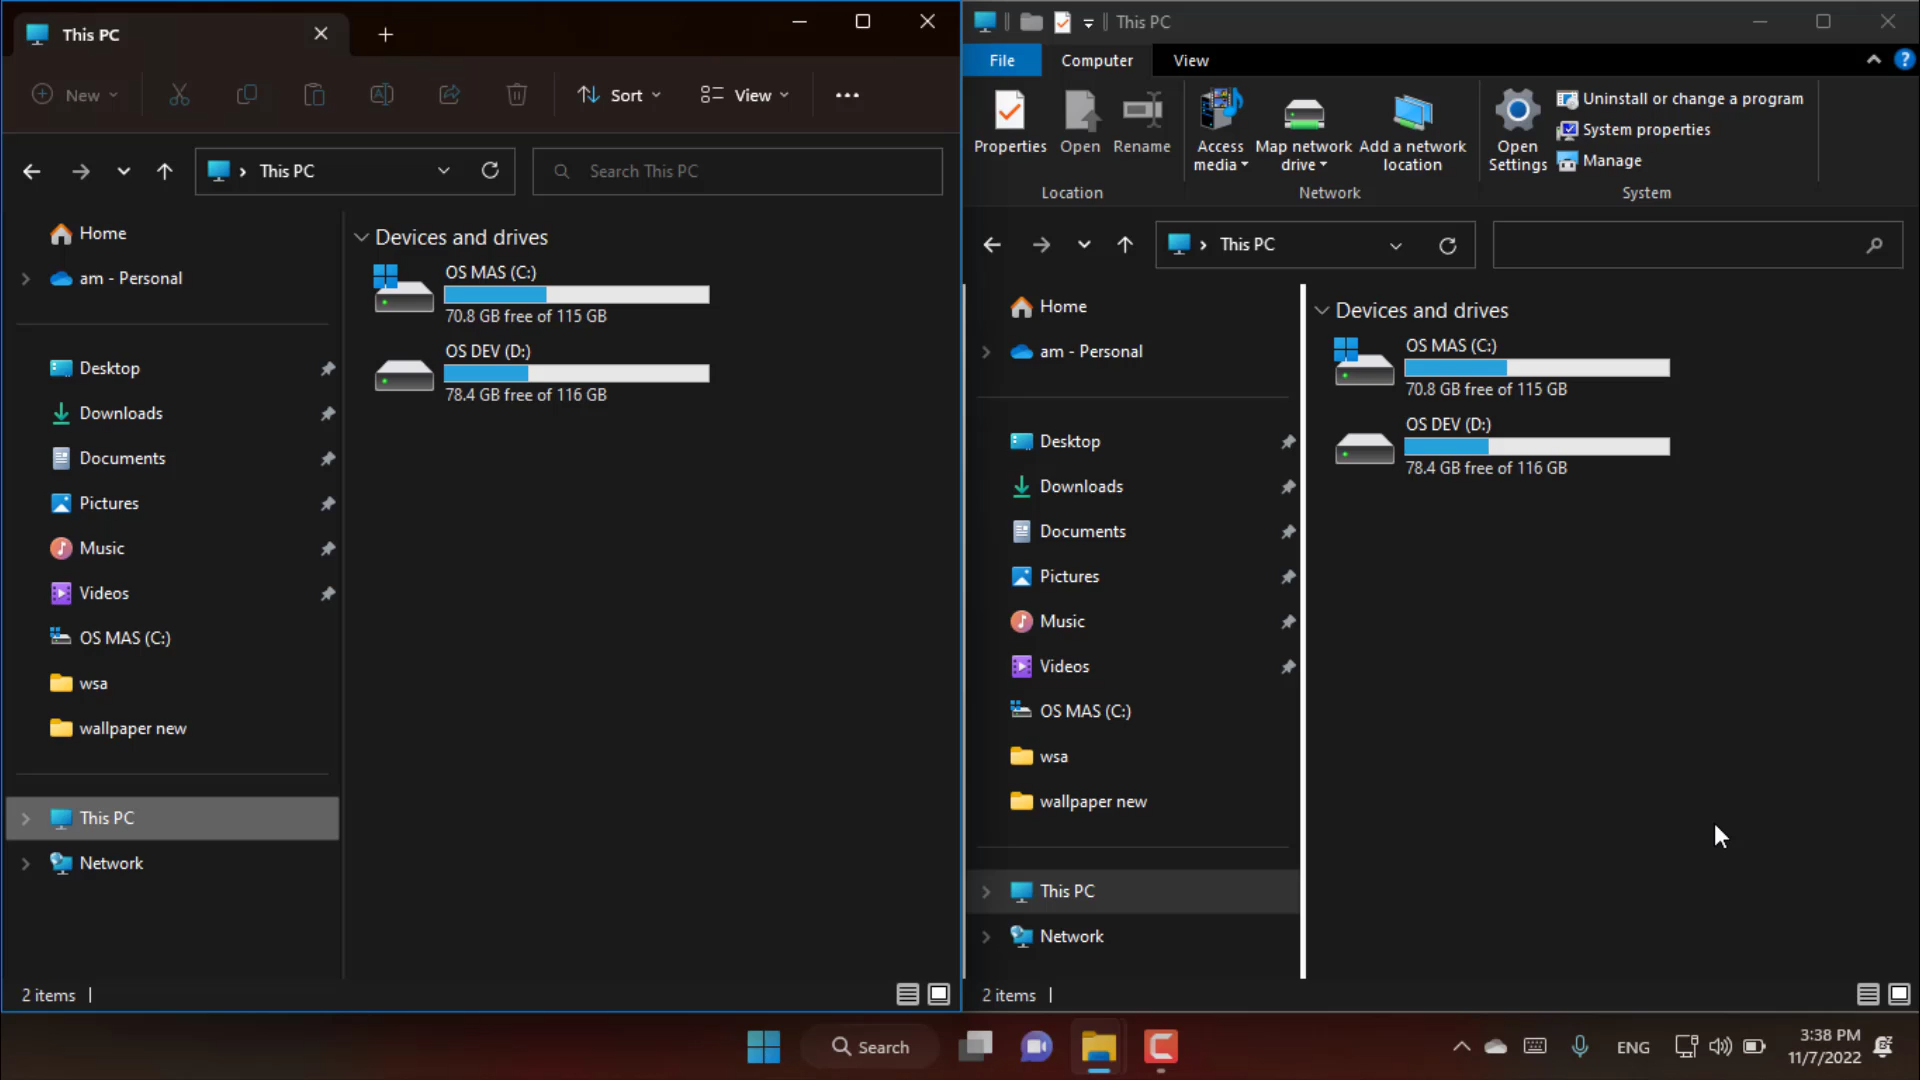 This PC
New
Sort
View
This PC
Search This PC
Home
am - Personal
Desktop
Downloads
Documents
Pictures
Music
Videos
OS MAS (C:)
wsa
wallpaper new
This PC
Network
Devices and drives
OS MAS (C:)
70.8 GB free of 115 GB
OS DEV (D:)
78.4 GB free of 116 GB
2 items
This PC
File
Computer
View
Properties
Open
Rename
Location
Access
media
Map network
drive
Add a network
location
Network
Open
Settings
Uninstall or change a program
System properties
Manage
System
This PC
Home
am - Personal
Desktop
Downloads
Documents
Pictures
Music
Videos
OS MAS (C:)
wsa
wallpaper new
This PC
Network
Devices and drives
OS MAS (C:)
70.8 GB free of 115 GB
OS DEV (D:)
78.4 GB free of 116 GB
2 items
Search
ENG
3:38 PM
11/7/2022